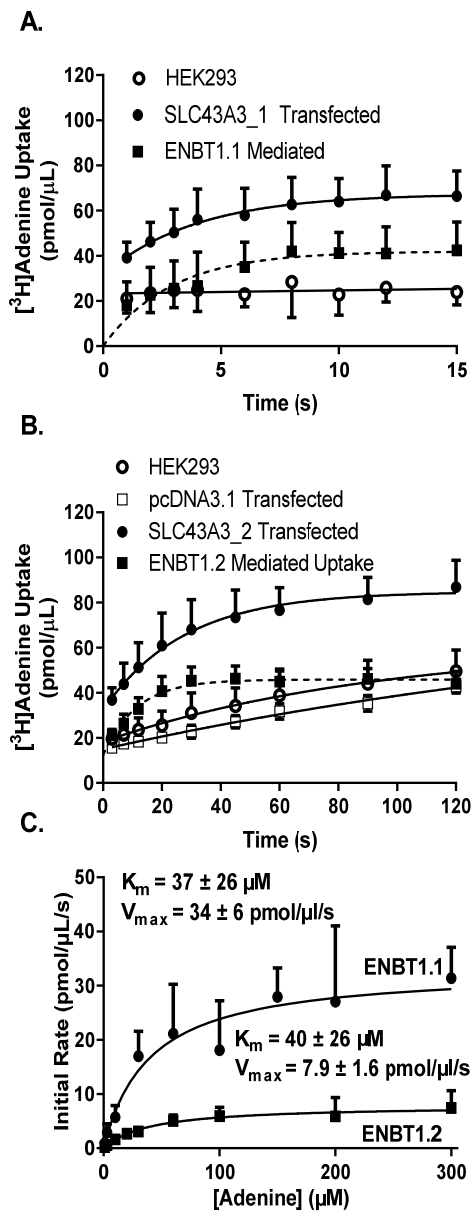 A.
HEK293
SLC43A3_1 Transfected
ENBT1.1 Mediated
[³H]Adenine Uptake
(pmol/μL)
120
100
80
60
40
20
0
0
5
10
15
Time (s)
B.
HEK293
pcDNA3.1 Transfected
SLC43A3_2 Transfected
ENBT1.2 Mediated Uptake
[³H]Adenine Uptake
(pmol/μL)
120
100
80
60
40
20
0
0
20
40
60
80
100
120
Time (s)
C.
Km = 37 ± 26 μM
Vmax = 34 ± 6 pmol/μl/s
ENBT1.1
Km = 40 ± 26 μM
Vmax = 7.9 ± 1.6 pmol/μl/s
ENBT1.2
Initial Rate (pmol/μL/s)
50
40
30
20
10
0
0
100
200
300
[Adenine] (μM)